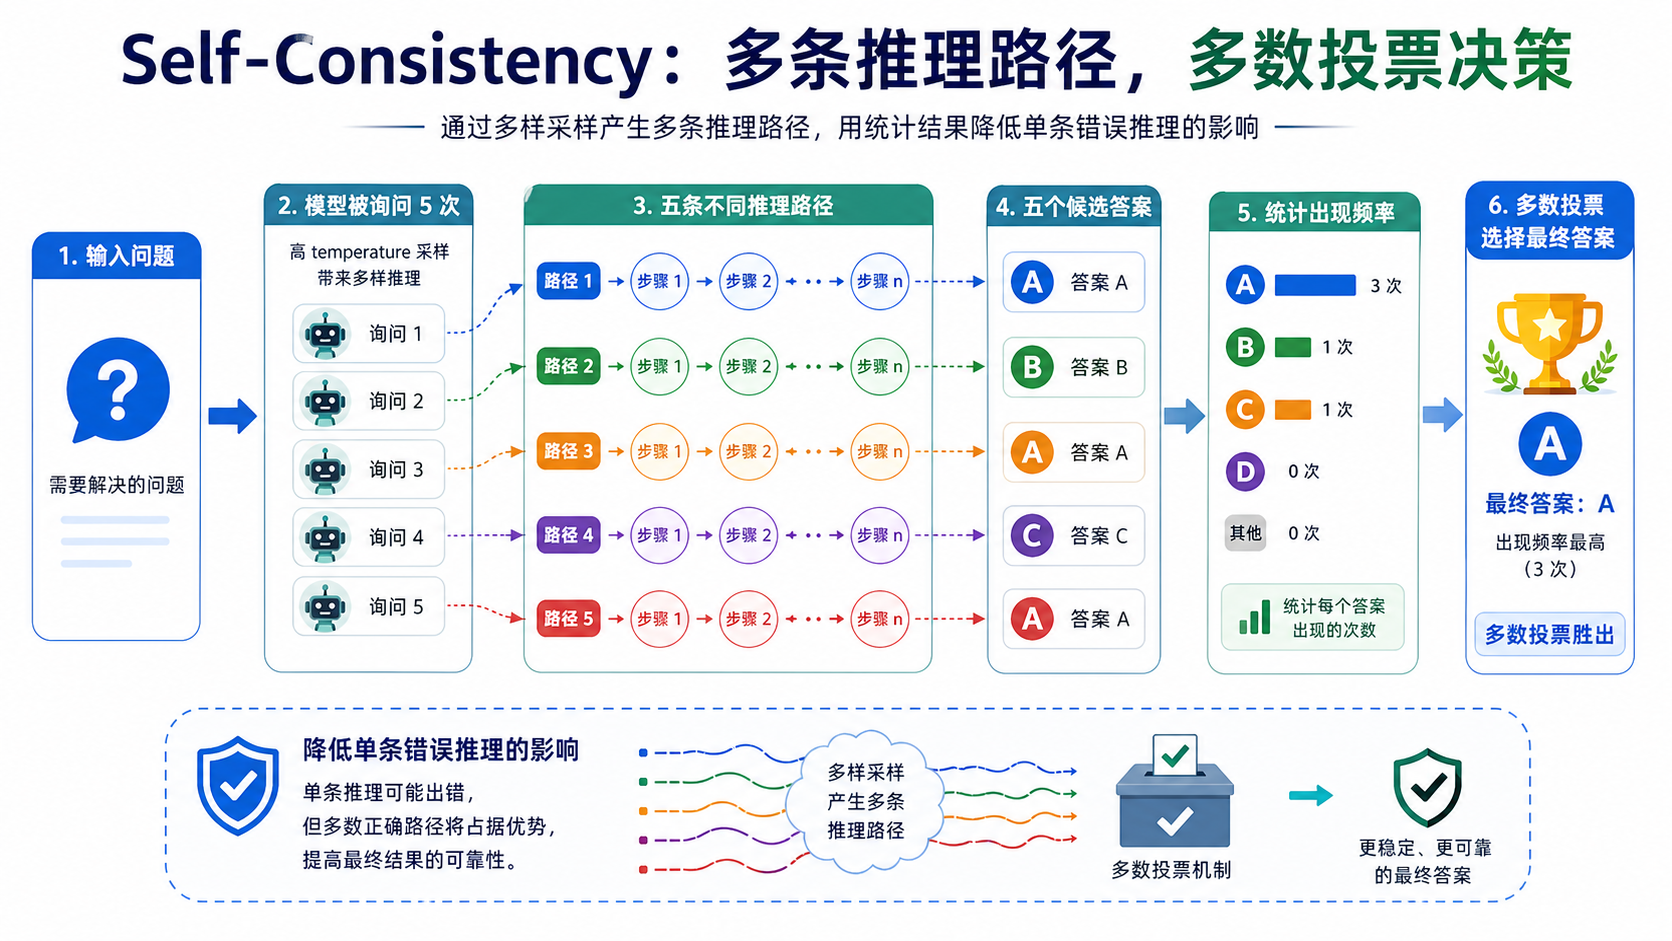 Self-Consistency：多条推理路径，多数投票决策
通过多样采样产生多条推理路径，用统计结果降低单条错误推理的影响
1. 输入问题
?
需要解决的问题
2. 模型被询问 5 次
高 temperature 采样
带来多样推理
询问 1
询问 2
询问 3
询问 4
询问 5
3. 五条不同推理路径
路径 1 步骤 1 步骤 2 步骤 n
路径 2 步骤 1 步骤 2 步骤 n
路径 3 步骤 1 步骤 2 步骤 n
路径 4 步骤 1 步骤 2 步骤 n
路径 5 步骤 1 步骤 2 步骤 n
4. 五个候选答案
A 答案 A
B 答案 B
A 答案 A
C 答案 C
A 答案 A
5. 统计出现频率
A 3 次
B 1 次
C 1 次
D 0 次
其他 0 次
统计每个答案
出现的次数
6. 多数投票
选择最终答案
A
最终答案：A
出现频率最高
（3 次）
多数投票胜出
降低单条错误推理的影响
单条推理可能出错，
但多数正确路径将占据优势，
提高最终结果的可靠性。
多样采样
产生多条
推理路径
多数投票机制
更稳定、更可靠
的最终答案